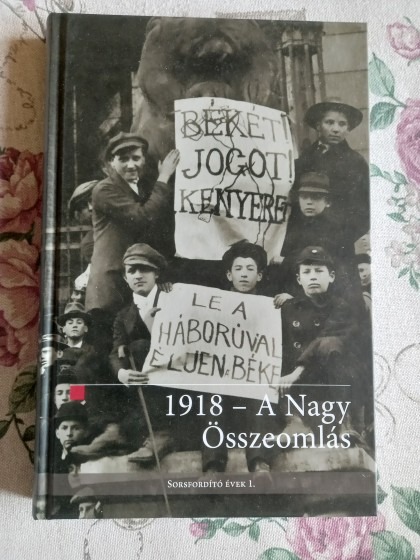 BÉKÉT!
JOGOT!
KENYERET
LE A
HÁBORÚVAL
ÉLJEN A BÉKE
1918 – A Nagy
Összeomlás
Sorsfordító évek 1.